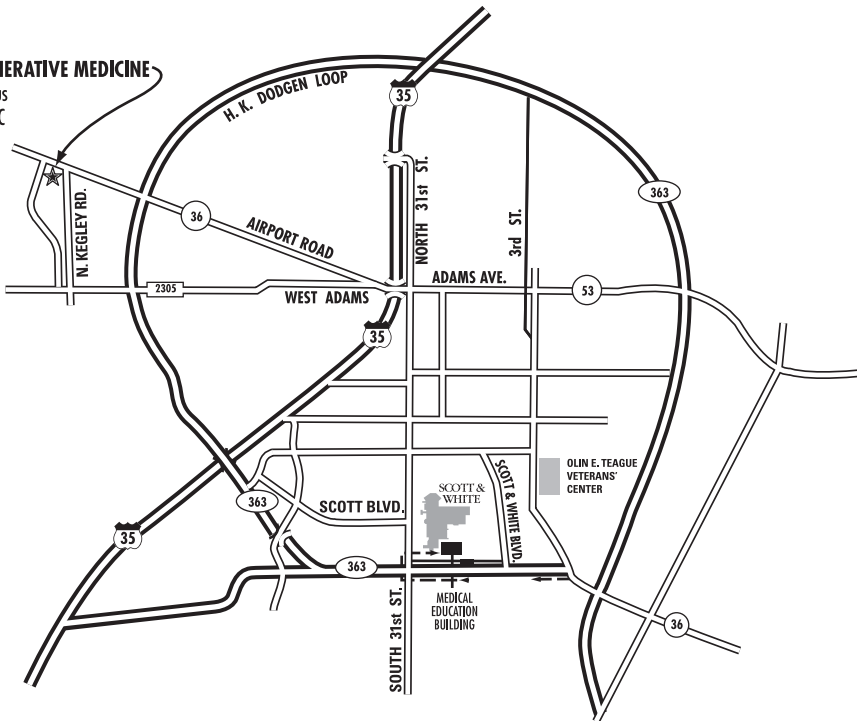 ERATIVE MEDICINE
US
C
H. K. DODGEN LOOP
35
363
N. KEGLEY RD.
36
AIRPORT ROAD
NORTH 31st ST.
3rd ST.
2305
WEST ADAMS
ADAMS AVE.
53
35
SCOTT & WHITE BLVD.
OLIN E. TEAGUE
VETERANS'
CENTER
SCOTT &
WHITE
363
SCOTT BLVD.
35
363
MEDICAL
EDUCATION
BUILDING
SOUTH 31st ST.
36